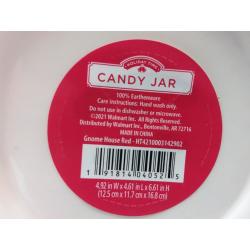 HOLIDAY TIME
CANDY JAR
100% Earthenware
Care instructions: Hand wash only.
Do not use in dishwasher or microwave.
©2021 Walmart Inc. All Rights Reserved
Distributed by Walmart Inc., Bentonville, AR 72716
MADE IN CHINA
Gnome House Red - HT4210003142902
1 91814 04052 5
4.92 in W x 4.61 in L x 6.61 in H
(12.5 cm x 11.7 cm x 16.8 cm)